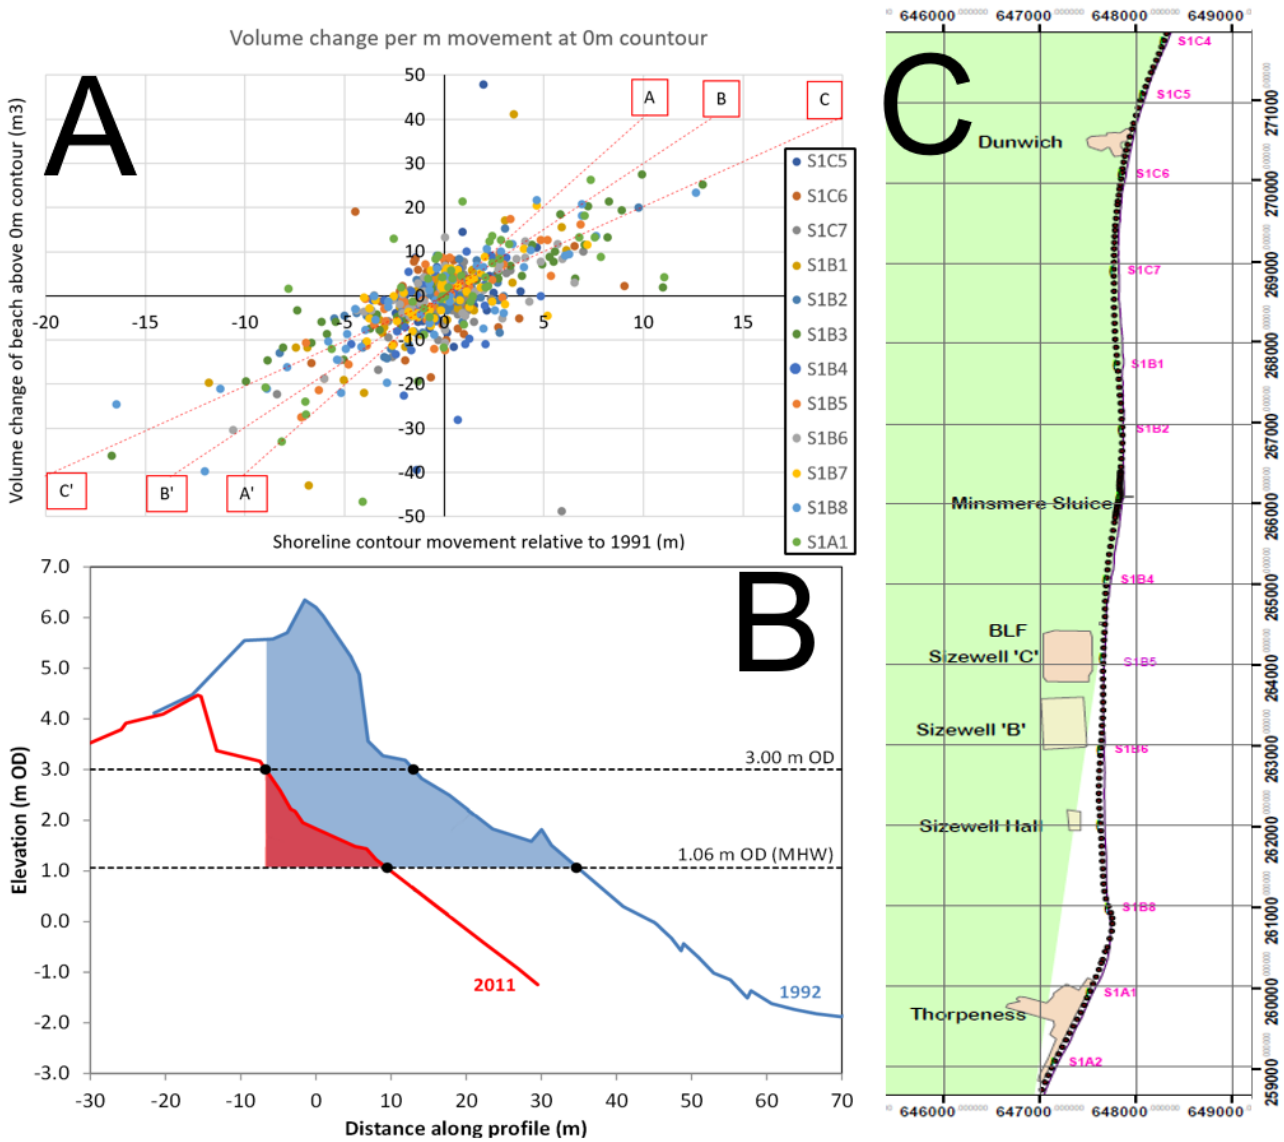 Volume change per m movement at 0m countour
A
Volume change of beach above 0m contour (m3)
50
40
30
20
10
0
-10
-20
-30
-40
-50
-20
-15
-10
-5
0
5
10
15
A
B
C
C'
B'
A'
S1C5
S1C6
S1C7
S1B1
S1B2
S1B3
S1B4
S1B5
S1B6
S1B7
S1B8
S1A1
Shoreline contour movement relative to 1991 (m)
B
Elevation (m OD)
7.0
6.0
5.0
4.0
3.0
2.0
1.0
0.0
-1.0
-2.0
-3.0
3.00 m OD
1.06 m OD (MHW)
2011
1992
-30
-20
-10
0
10
20
30
40
50
60
70
Distance along profile (m)
C
646000
647000
648000
649000
S1C4
S1C5
Dunwich
S1C6
S1C7
S1B1
S1B2
Minsmere Sluice
S1B4
BLF
Sizewell 'C'
S1B5
Sizewell 'B'
S1B6
Sizewell Hall
S1B8
S1A1
Thorpeness
S1A2
271000
270000
269000
268000
267000
266000
265000
264000
263000
262000
261000
260000
259000
646000
647000
648000
649000